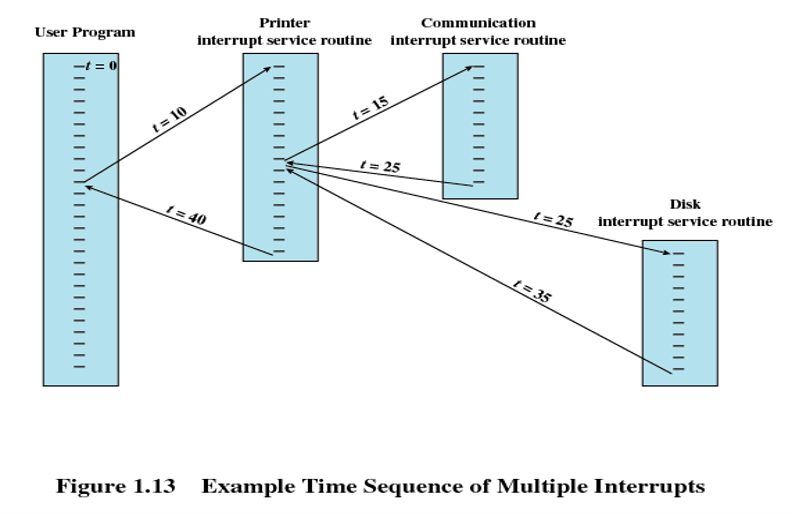 User Program
Printer
interrupt service routine
Communication
interrupt service routine
t = 0
t = 10
t = 15
t = 25
t = 40
t = 25
Disk
interrupt service routine
t = 35
Figure 1.13 Example Time Sequence of Multiple Interrupts